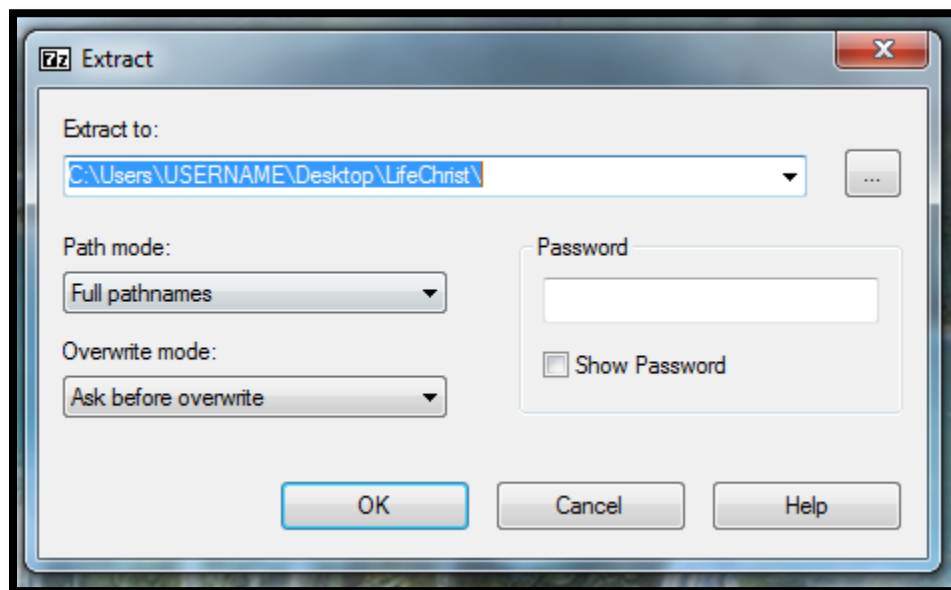 7z Extract
Extract to:
C:\Users\USERNAME\Desktop\LifeChrist\
...
Path mode:
Full pathnames
Password
Overwrite mode:
Ask before overwrite
Show Password
OK Cancel Help